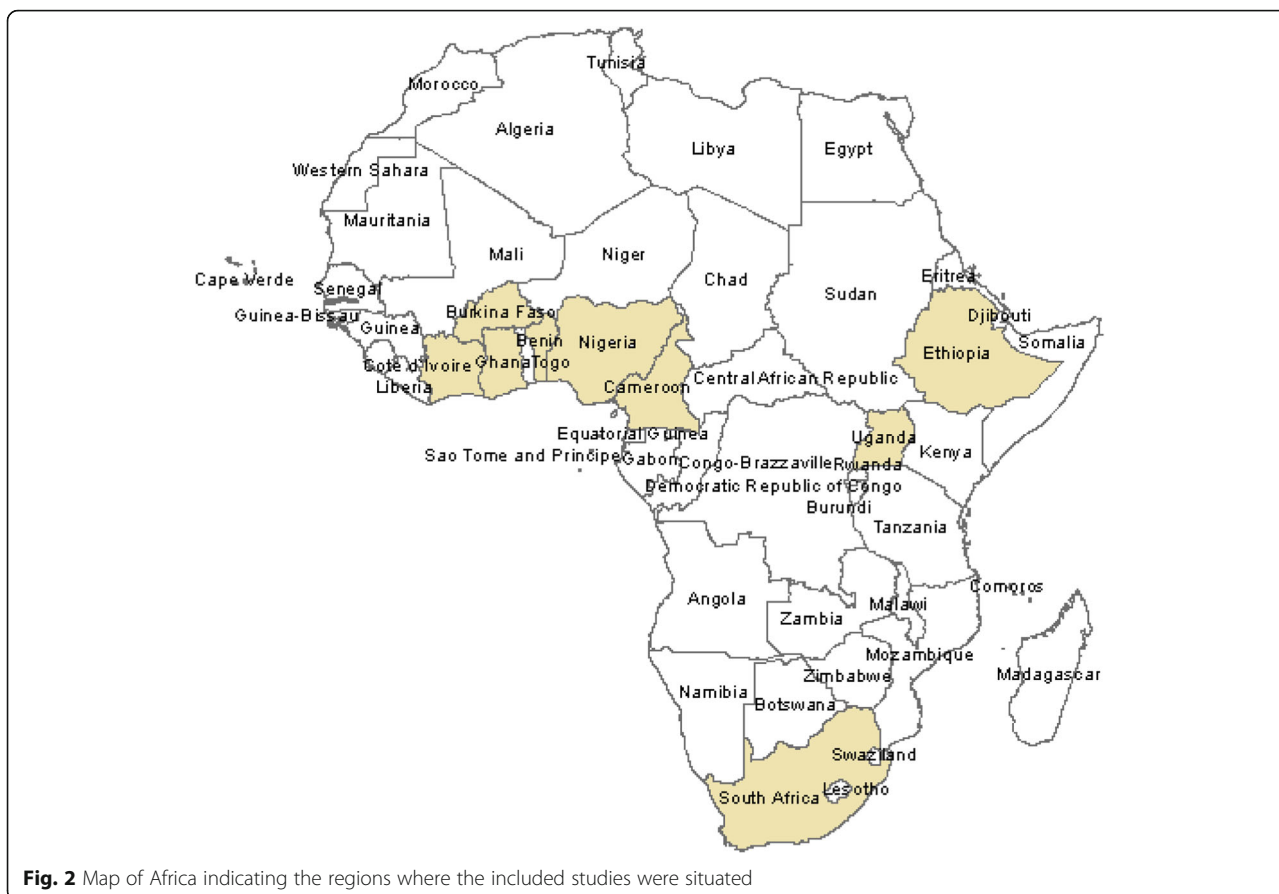 Tunisia
Morocco
Algeria
Libya
Egypt
Western Sahara
Mauritania
Mali
Niger
Chad
Sudan
Eritrea
Cape Verde
Senegal
Guinea-Bissau
Guinea
Burkina Faso
Djibouti
Somalia
Benin
Nigeria
Ethiopia
Cote d'Ivoire
Ghana
Togo
Liberia
Cameroon
Central African Republic
Equatorial Guinea
Uganda
Kenya
Sao Tome and Principe
Gabon
Congo-Brazzaville
Rwanda
Democratic Republic of Congo
Burundi
Tanzania
Comoros
Angola
Zambia
Malawi
Mozambique
Zimbabwe
Madagascar
Namibia
Botswana
Swaziland
South Africa
Lesotho
Fig. 2 Map of Africa indicating the regions where the included studies were situated